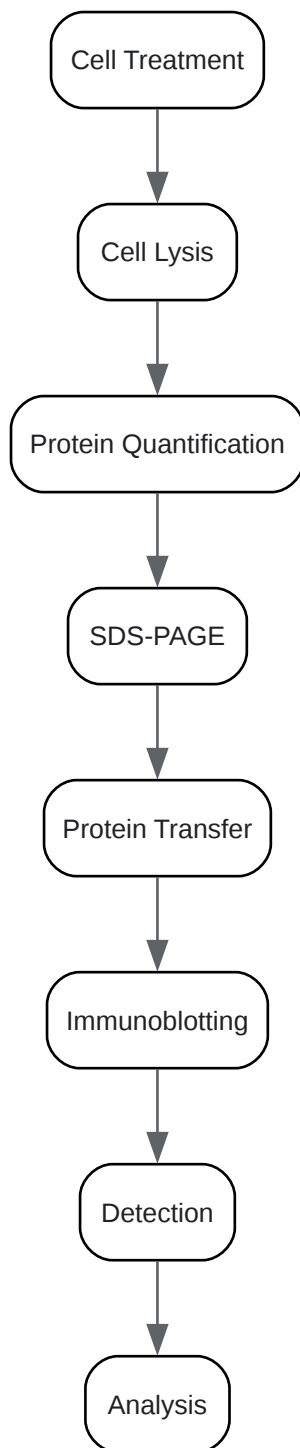 Cell Treatment
Cell Lysis
Protein Quantification
SDS-PAGE
Protein Transfer
Immunoblotting
Detection
Analysis